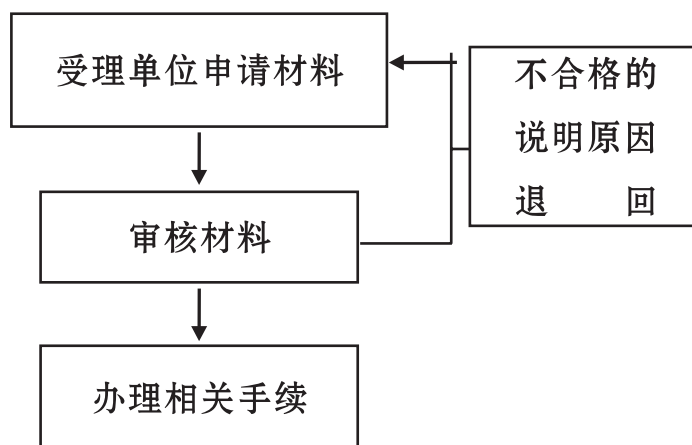 受理单位申请材料
不合格的
说明原因
退 回
审核材料
办理相关手续